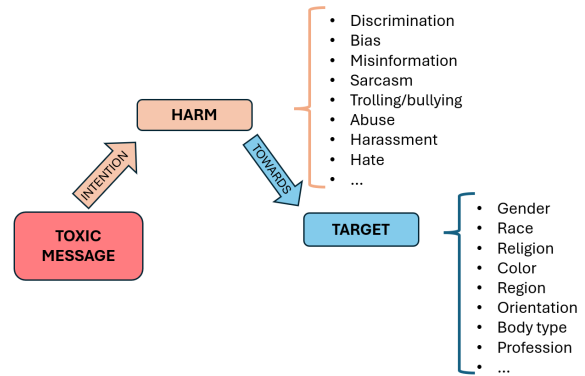 TOXIC
MESSAGE
INTENTION
HARM
• Discrimination
• Bias
• Misinformation
• Sarcasm
• Trolling/bullying
• Abuse
• Harassment
• Hate
• ...
TOWARDS
TARGET
• Gender
• Race
• Religion
• Color
• Region
• Orientation
• Body type
• Profession
• ...